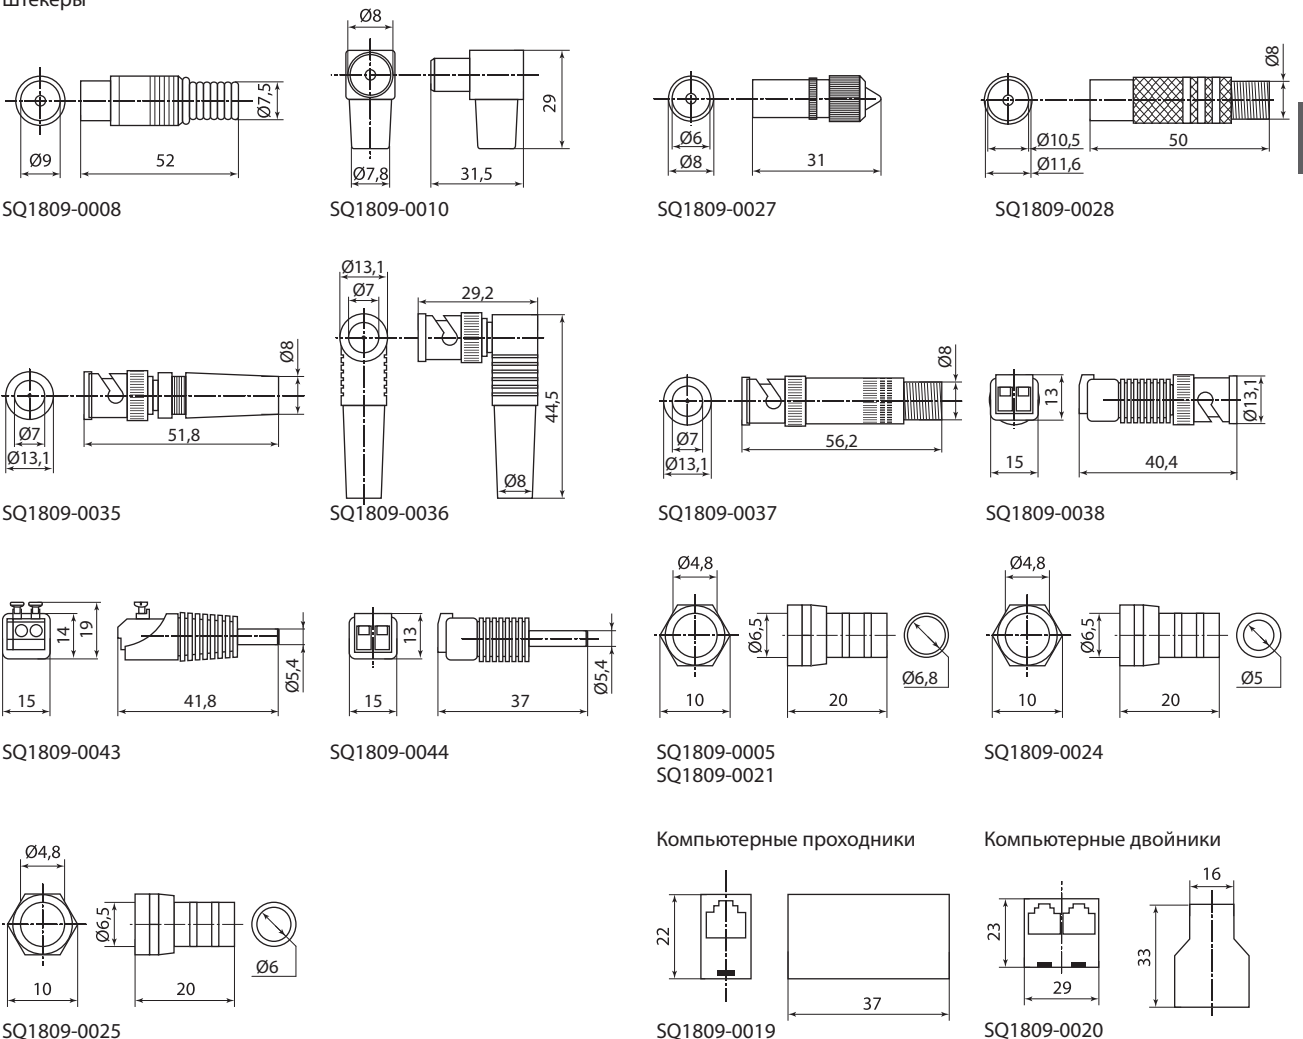 Штекеры
Ø9
52
Ø7,5
SQ1809-0008
Ø8
Ø7,8
31,5
29
SQ1809-0010
Ø6
Ø8
31
SQ1809-0027
Ø8
Ø10,5
Ø11,6
50
SQ1809-0028
Ø7
Ø13,1
51,8
Ø8
SQ1809-0035
Ø13,1
Ø7
29,2
44,5
Ø8
SQ1809-0036
Ø7
Ø13,1
56,2
Ø8
SQ1809-0037
15
13
40,4
Ø13,1
SQ1809-0038
14
19
15
41,8
Ø5,4
SQ1809-0043
13
15
37
Ø5,4
SQ1809-0044
Ø4,8
10
Ø6,5
20
Ø6,8
SQ1809-0005
SQ1809-0021
Ø4,8
10
Ø6,5
20
Ø5
SQ1809-0024
Ø4,8
10
Ø6,5
20
Ø6
SQ1809-0025
Компьютерные проходники
22
37
SQ1809-0019
Компьютерные двойники
23
29
16
33
SQ1809-0020